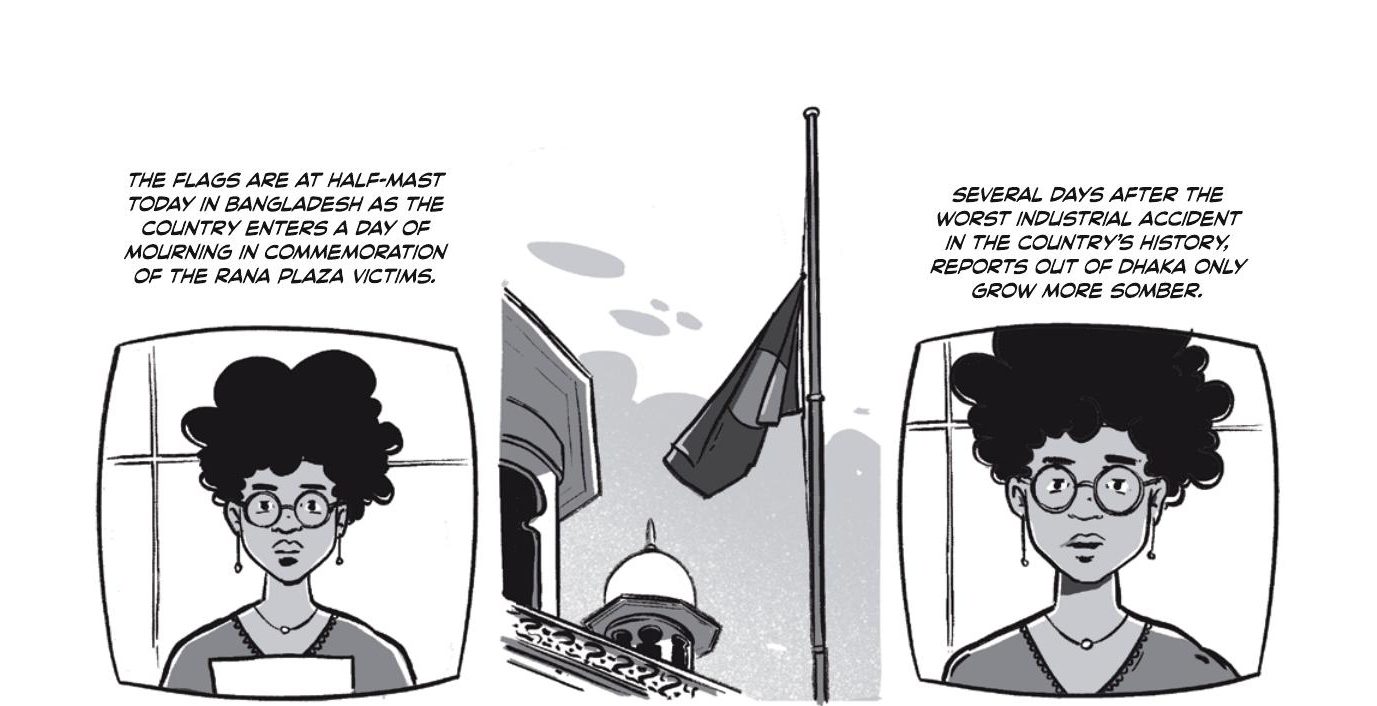 THE FLAGS ARE AT HALF-MAST
TODAY IN BANGLADESH AS THE
COUNTRY ENTERS A DAY OF
MOURNING IN COMMEMORATION
OF THE RANA PLAZA VICTIMS.
SEVERAL DAYS AFTER THE
WORST INDUSTRIAL ACCIDENT
IN THE COUNTRY'S HISTORY,
REPORTS OUT OF DHAKA ONLY
GROW MORE SOMBER.